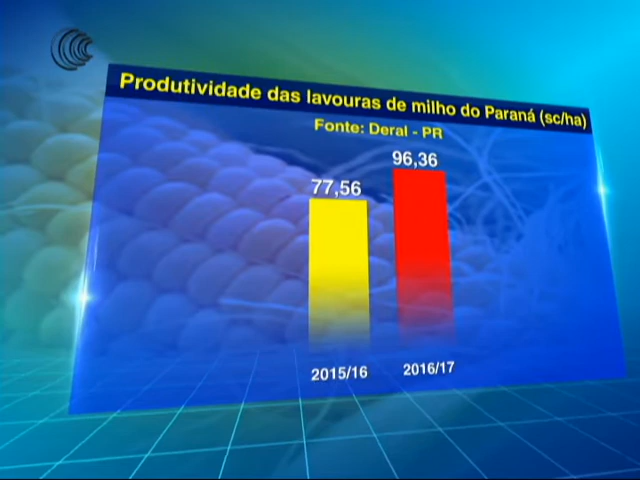 Produtividade das lavouras de milho do Paraná (sc/ha)
Fonte: Deral - PR
77,56
96,36
2015/16
2016/17